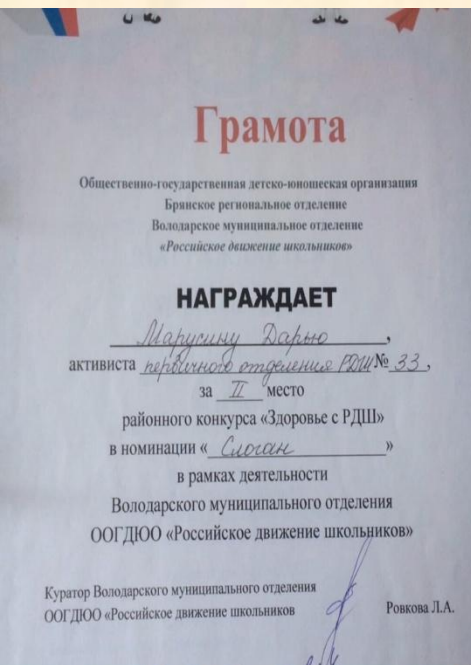 Грамота
Общественно-государственная детско-юношеская организация
Брянское региональное отделение
Володарское муниципальное отделение
«Российское движение школьников»
НАГРАЖДАЕТ
Марусину Дарью,
активиста первичного отделения РДШ № 33,
за II место
районного конкурса «Здоровье с РДШ»
в номинации « Слоган »
в рамках деятельности
Володарского муниципального отделения
ООГДЮО «Российское движение школьников»
Куратор Володарского муниципального отделения
ООГДЮО «Российское движение школьников Ровкова Л.А.